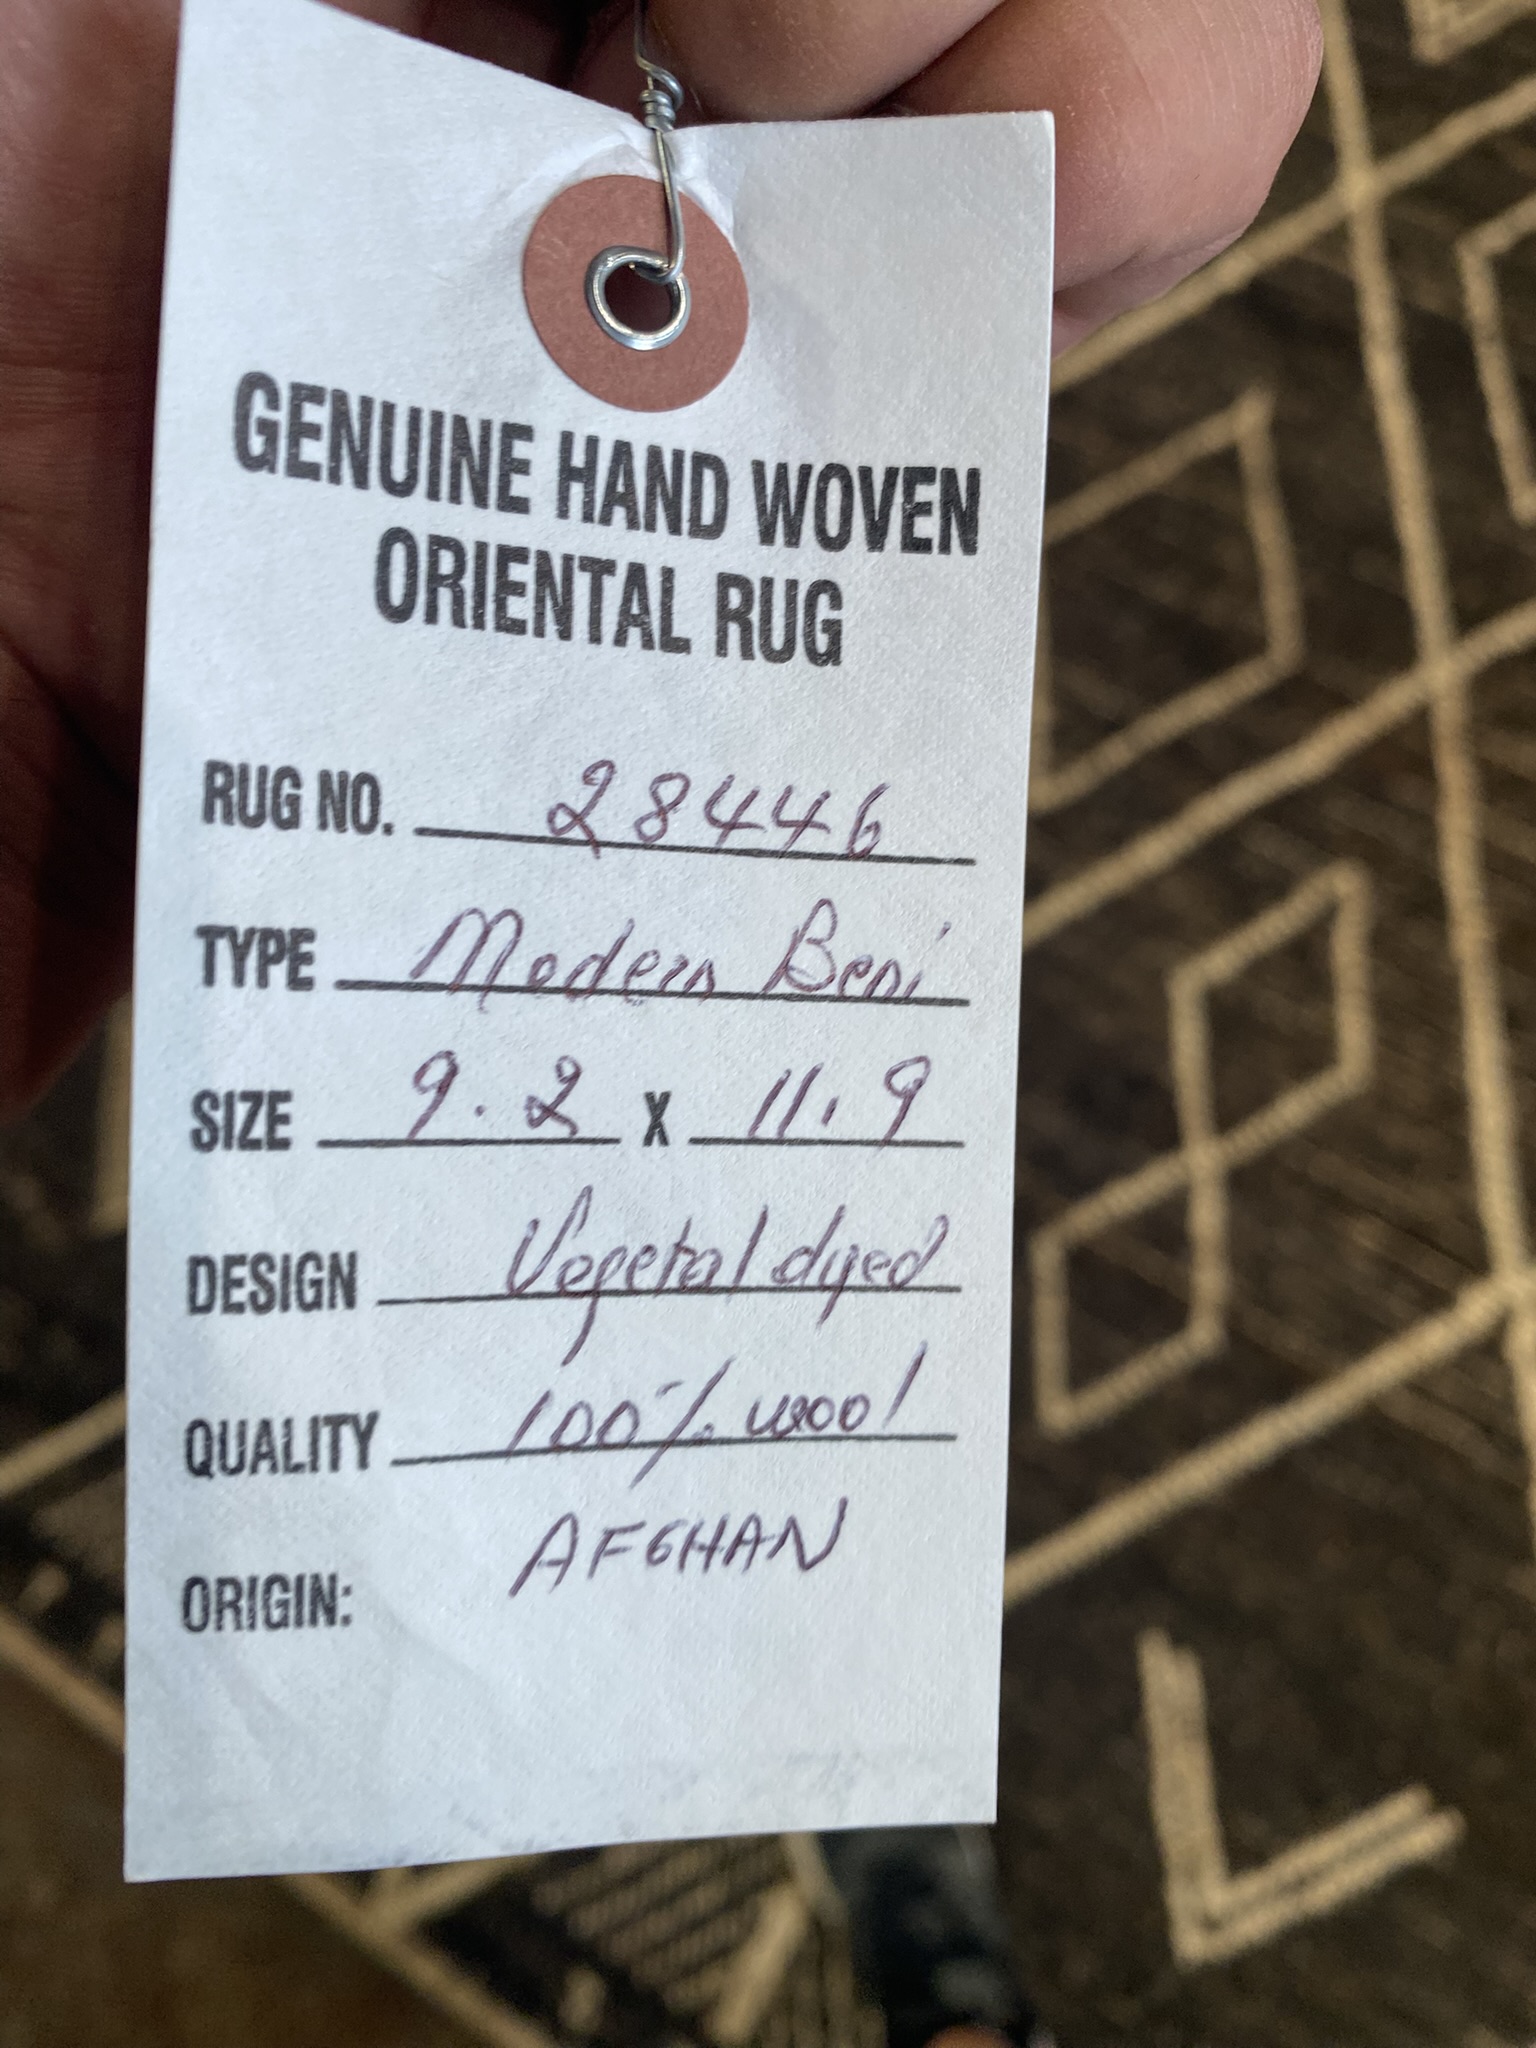 GENUINE HAND WOVEN
ORIENTAL RUG
RUG NO. 28446
TYPE Modern Beni
SIZE 9.2 X 11.9
DESIGN Vegetal dyed
QUALITY 100% wool
ORIGIN: AFGHAN